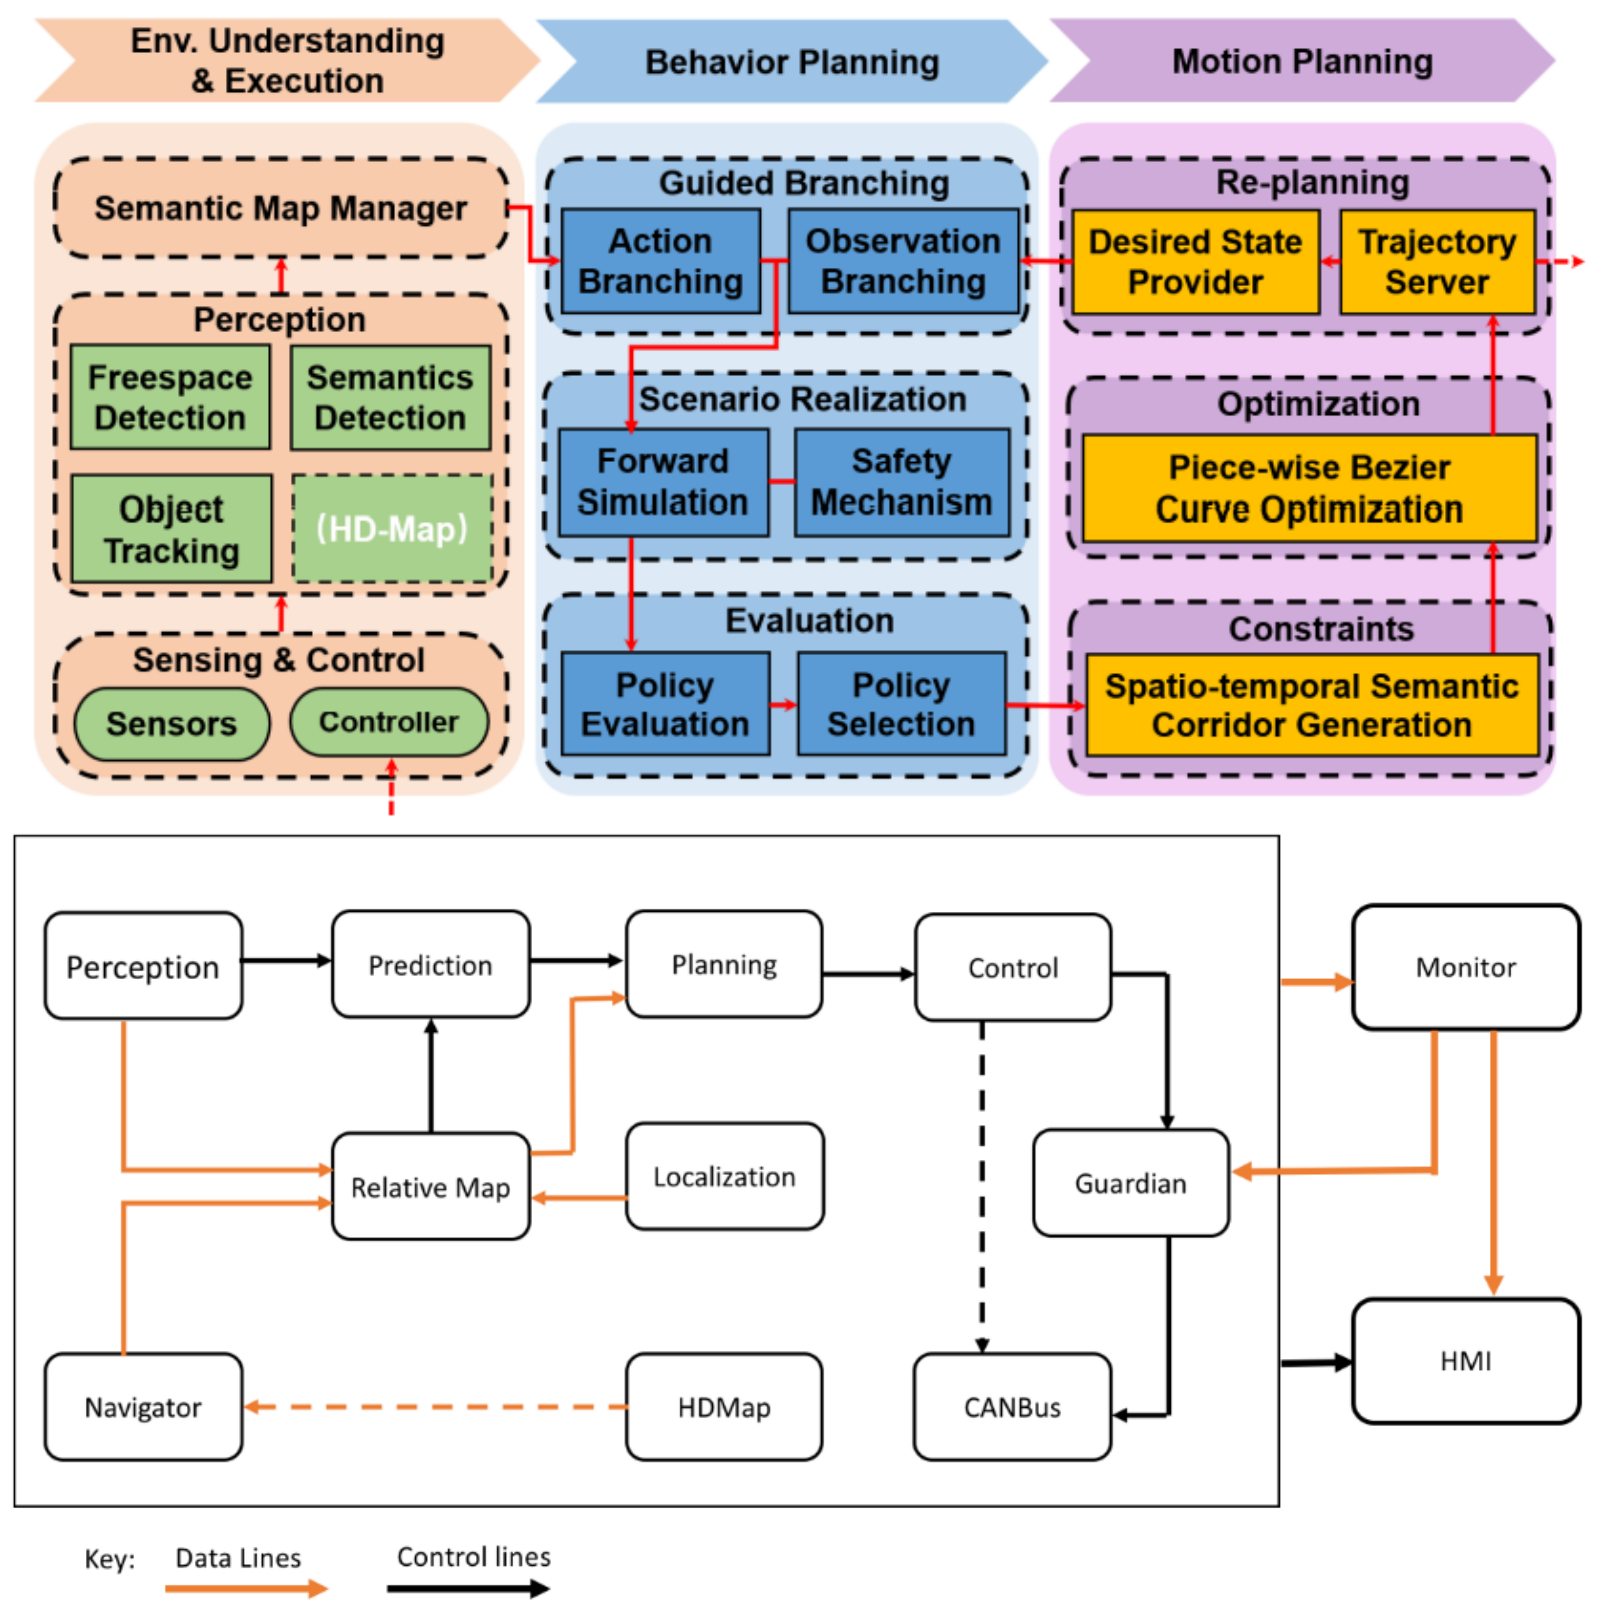 Env. Understanding
& Execution
Behavior Planning
Motion Planning
Semantic Map Manager
Perception
Freespace
Detection
Semantics
Detection
Object
Tracking
(HD-Map)
Sensing & Control
Sensors
Controller
Guided Branching
Action
Branching
Observation
Branching
Scenario Realization
Forward
Simulation
Safety
Mechanism
Evaluation
Policy
Evaluation
Policy
Selection
Re-planning
Desired State
Provider
Trajectory
Server
Optimization
Piece-wise Bezier
Curve Optimization
Constraints
Spatio-temporal Semantic
Corridor Generation
Perception
Prediction
Planning
Control
Monitor
Relative Map
Localization
Guardian
Navigator
HDMap
CANBus
HMI
Key:
Data Lines
Control lines